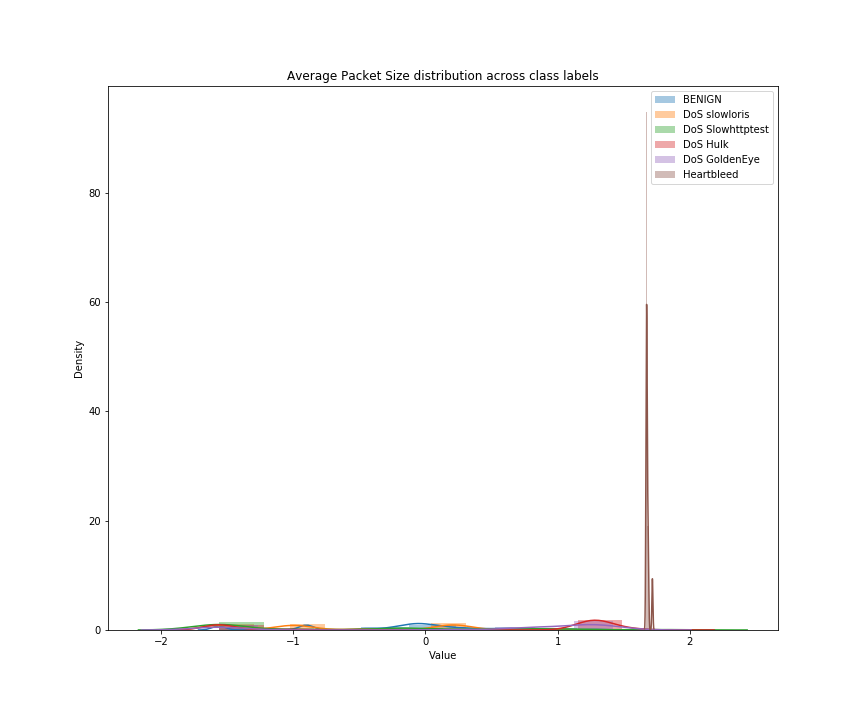 Average Packet Size distribution across class labels
BENIGN
DoS slowloris
DoS Slowhttptest
DoS Hulk
DoS GoldenEye
Heartbleed
80
60
40
20
0
Density
−2
−1
0
1
2
Value